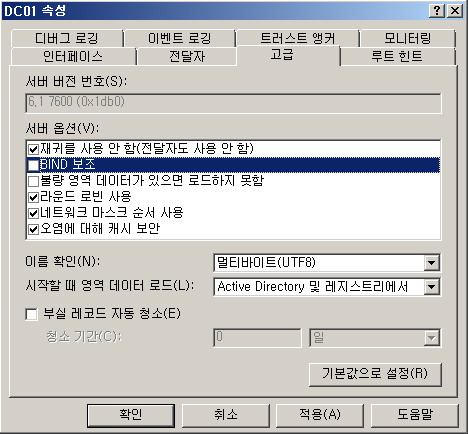 DC01 속성
디버그 로깅 이벤트 로깅 트러스트 앵커 모니터링
인터페이스 전달자 고급 루트 힌트
서버 버전 번호(S):
6.1 7600 (0x1db0)
서버 옵션(V):
재귀를 사용 안 함(전달자도 사용 안 함)
BIND 보조
불량 영역 데이터가 있으면 로드하지 못함
라운드 로빈 사용
네트워크 마스크 순서 사용
오염에 대해 캐시 보안
이름 확인(N): 멀티바이트(UTF8)
시작할 때 영역 데이터 로드(L): Active Directory 및 레지스트리에서
부실 레코드 자동 청소(E)
청소 기간(C): 0 일
기본값으로 설정(R)
확인 취소 적용(A) 도움말